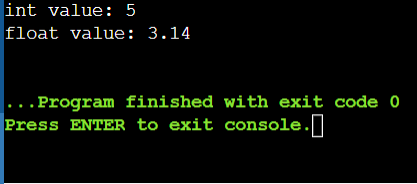 int value: 5
float value: 3.14
...Program finished with exit code 0
Press ENTER to exit console.